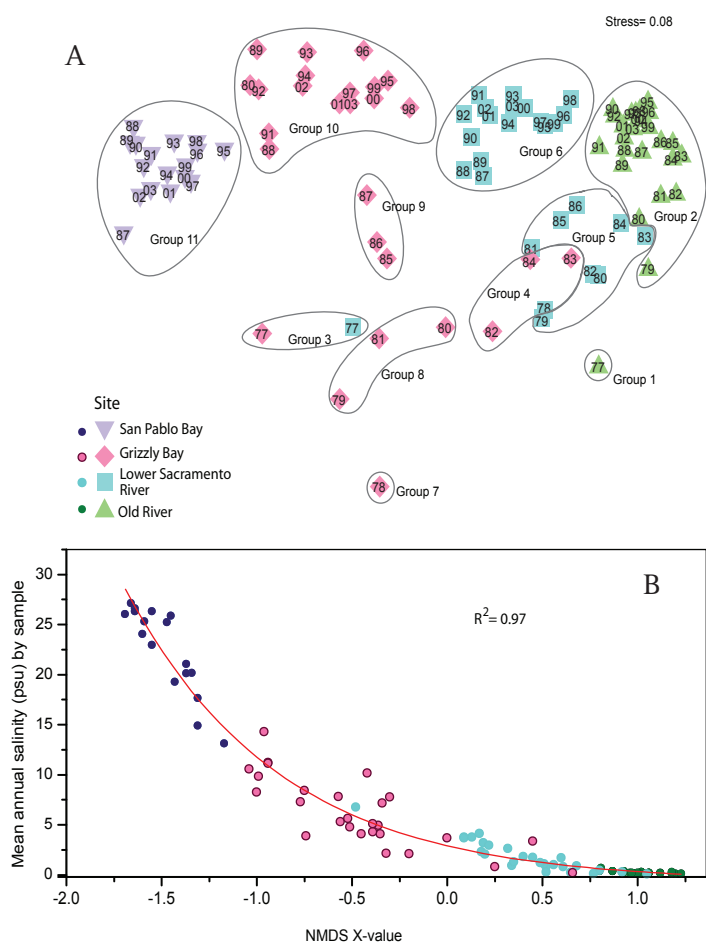 Stress= 0.08
A
89 93 96
80 92 94 02 97 01 03 99 00 95 98
91 88
Group 10
91 92 02 01 93 03 00 94 97 95 99 96 98
90 89 88 87
Group 6
90 92 95 96 01 03 99 02
91 88 87 86 85 84 83 89
81 82
80
79
Group 2
88
89 90 91 93 98 96 95
92 94 99 00 97
02 03 01
87
Group 11
87
86
85
Group 9
86
85 84 83
81
82 80
78
79
Group 5
84 83
82
Group 4
77 77
Group 3
81 80
79
Group 8
77
Group 1
78
Group 7
Site
San Pablo Bay
Grizzly Bay
Lower Sacramento
River
Old River
B
R2= 0.97
Mean annual salinity (psu) by sample
30
25
20
15
10
5
0
-2.0 -1.5 -1.0 -0.5 0.0 0.5 1.0
NMDS X-value